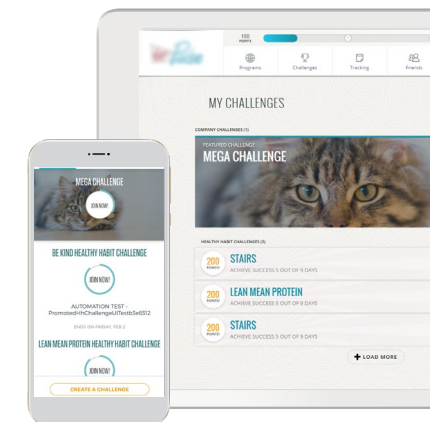 100
POINTS
Programs
Challenges
Tracking
Friends
MY CHALLENGES
COMPANY CHALLENGES (1)
FEATURED CHALLENGE
MEGA CHALLENGE
HEALTHY HABIT CHALLENGES (5)
200
POINTS
STAIRS
ACHIEVE SUCCESS 5 OUT OF 9 DAYS
200
POINTS
LEAN MEAN PROTEIN
ACHIEVE SUCCESS 5 OUT OF 9 DAYS
200
POINTS
STAIRS
ACHIEVE SUCCESS 5 OUT OF 9 DAYS
+ LOAD MORE
MEGA CHALLENGE
JOIN NOW!
BE KIND HEALTHY HABIT CHALLENGE
JOIN NOW!
AUTOMATION TEST -
PromotedHhChallengeUiTestb3e6512
ENDS ON FRIDAY, FEB 2
LEAN MEAN PROTEIN HEALTHY HABIT CHALLENGE
JOIN NOW!
CREATE A CHALLENGE